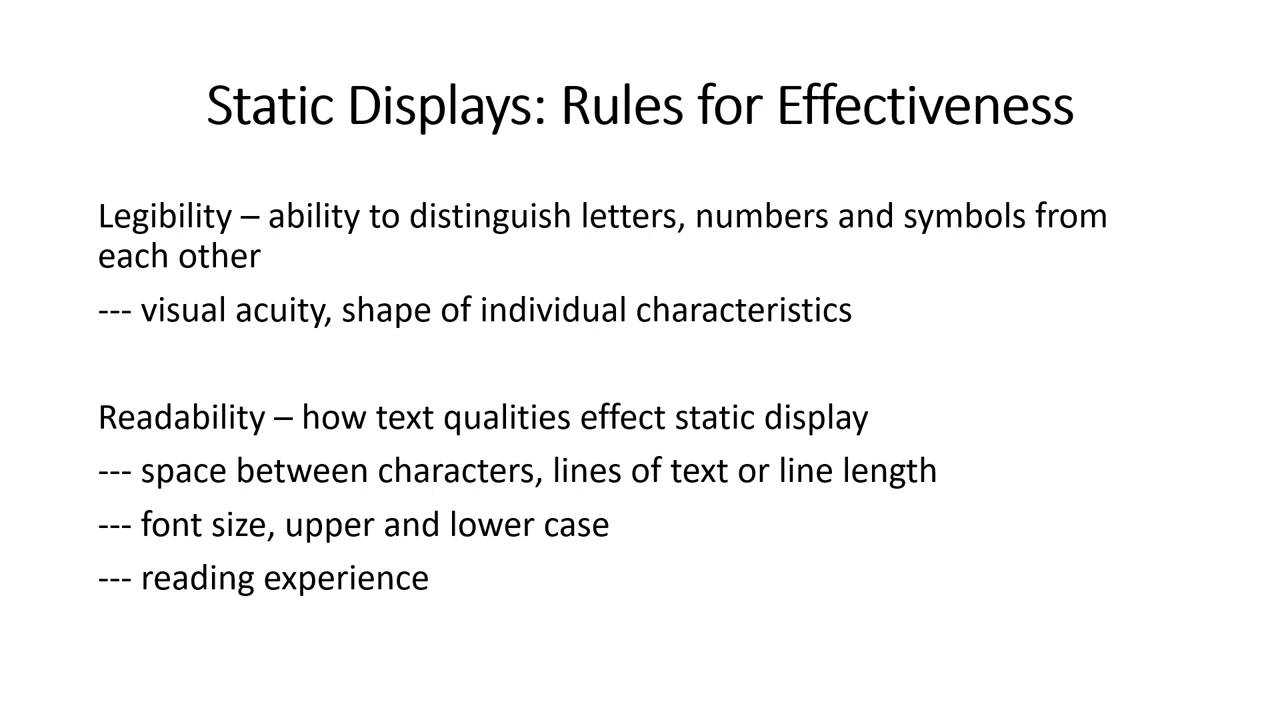 Static Displays: Rules for Effectiveness
Legibility – ability to distinguish letters, numbers and symbols from
each other
--- visual acuity, shape of individual characteristics
Readability – how text qualities effect static display
--- space between characters, lines of text or line length
--- font size, upper and lower case
--- reading experience